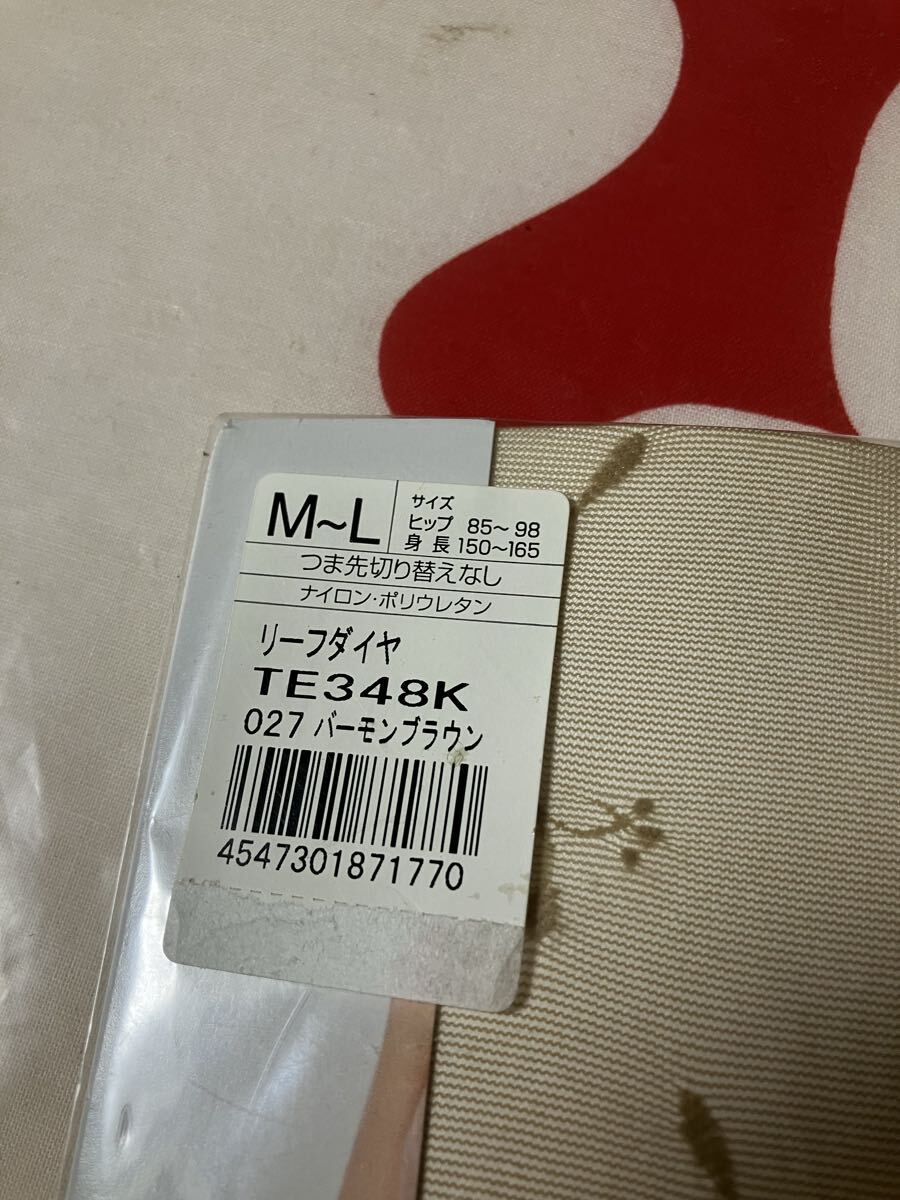 M~L
サイズ
ヒップ 85~98
身長 150~165
つま先切り替えなし
ナイロン・ポリウレタン
リーフダイヤ
TE348K
027 バーモンブラウン
4547301871770